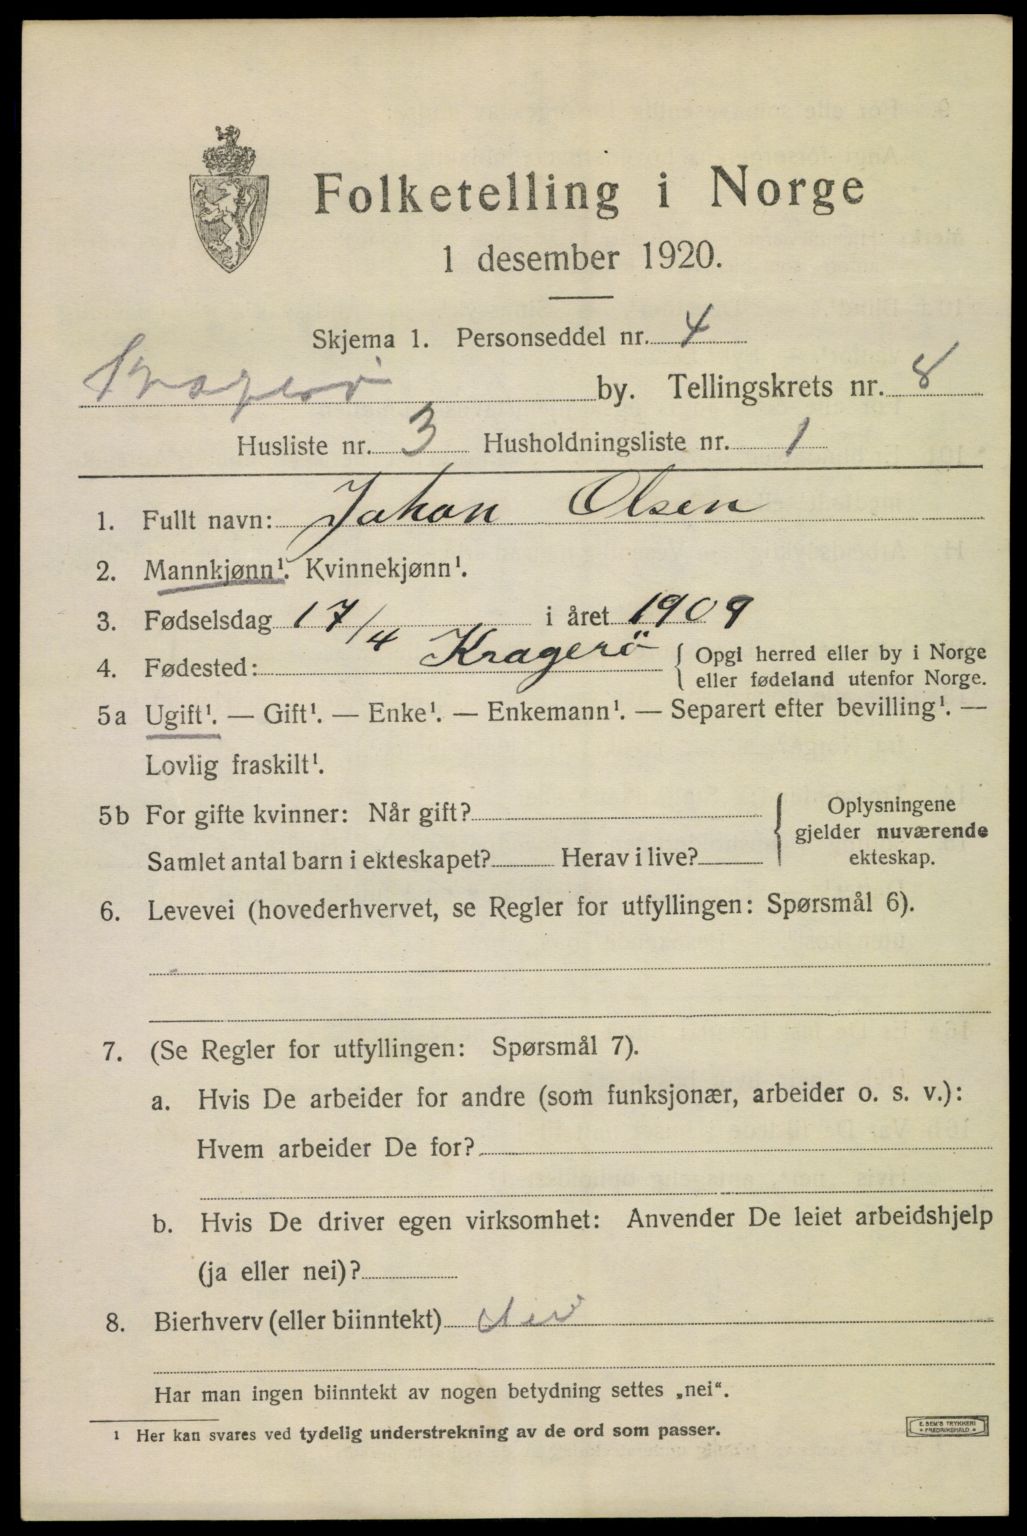 Folketelling i Norge
1 desember 1920.
Skjema 1. Personseddel nr. 4
Kragerö by. Tellingskrets nr. 8
Husliste nr. 3 Husholdningsliste nr. 1
1. Fullt navn: Johan Olsen
2. Mannkjønn¹. Kvinnekjønn¹.
3. Fødselsdag 17/4 i året 1909
4. Fødested: Kragerö { Opgi herred eller by i Norge
eller fødeland utenfor Norge.
5a Ugift¹. — Gift¹. — Enke¹. — Enkemann¹. — Separert efter bevilling¹. —
Lovlig fraskilt¹.
5b For gifte kvinner: Når gift?
Samlet antal barn i ekteskapet? Herav i live?
{ Oplysningene
gjelder nuværende
ekteskap.
6. Levevei (hovederhvervet, se Regler for utfyllingen: Spørsmål 6).
7. (Se Regler for utfyllingen: Spørsmål 7).
a. Hvis De arbeider for andre (som funksjonær, arbeider o. s. v.):
Hvem arbeider De for?
b. Hvis De driver egen virksomhet: Anvender De leiet arbeidshjelp
(ja eller nei)?
8. Bierhverv (eller biinntekt) Nei
Har man ingen biinntekt av nogen betydning settes „nei".
¹ Her kan svares ved tydelig understrekning av de ord som passer.
E. SEM'S TRYKKERI
FREDRIKSHALD